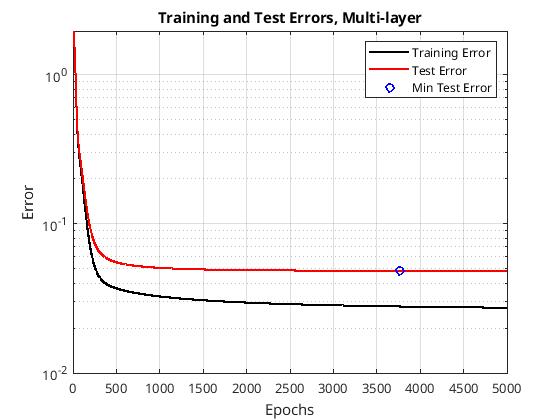 Training and Test Errors, Multi-layer
Training Error
Test Error
Min Test Error
10^0
10^-1
10^-2
Error
0 500 1000 1500 2000 2500 3000 3500 4000 4500 5000
Epochs